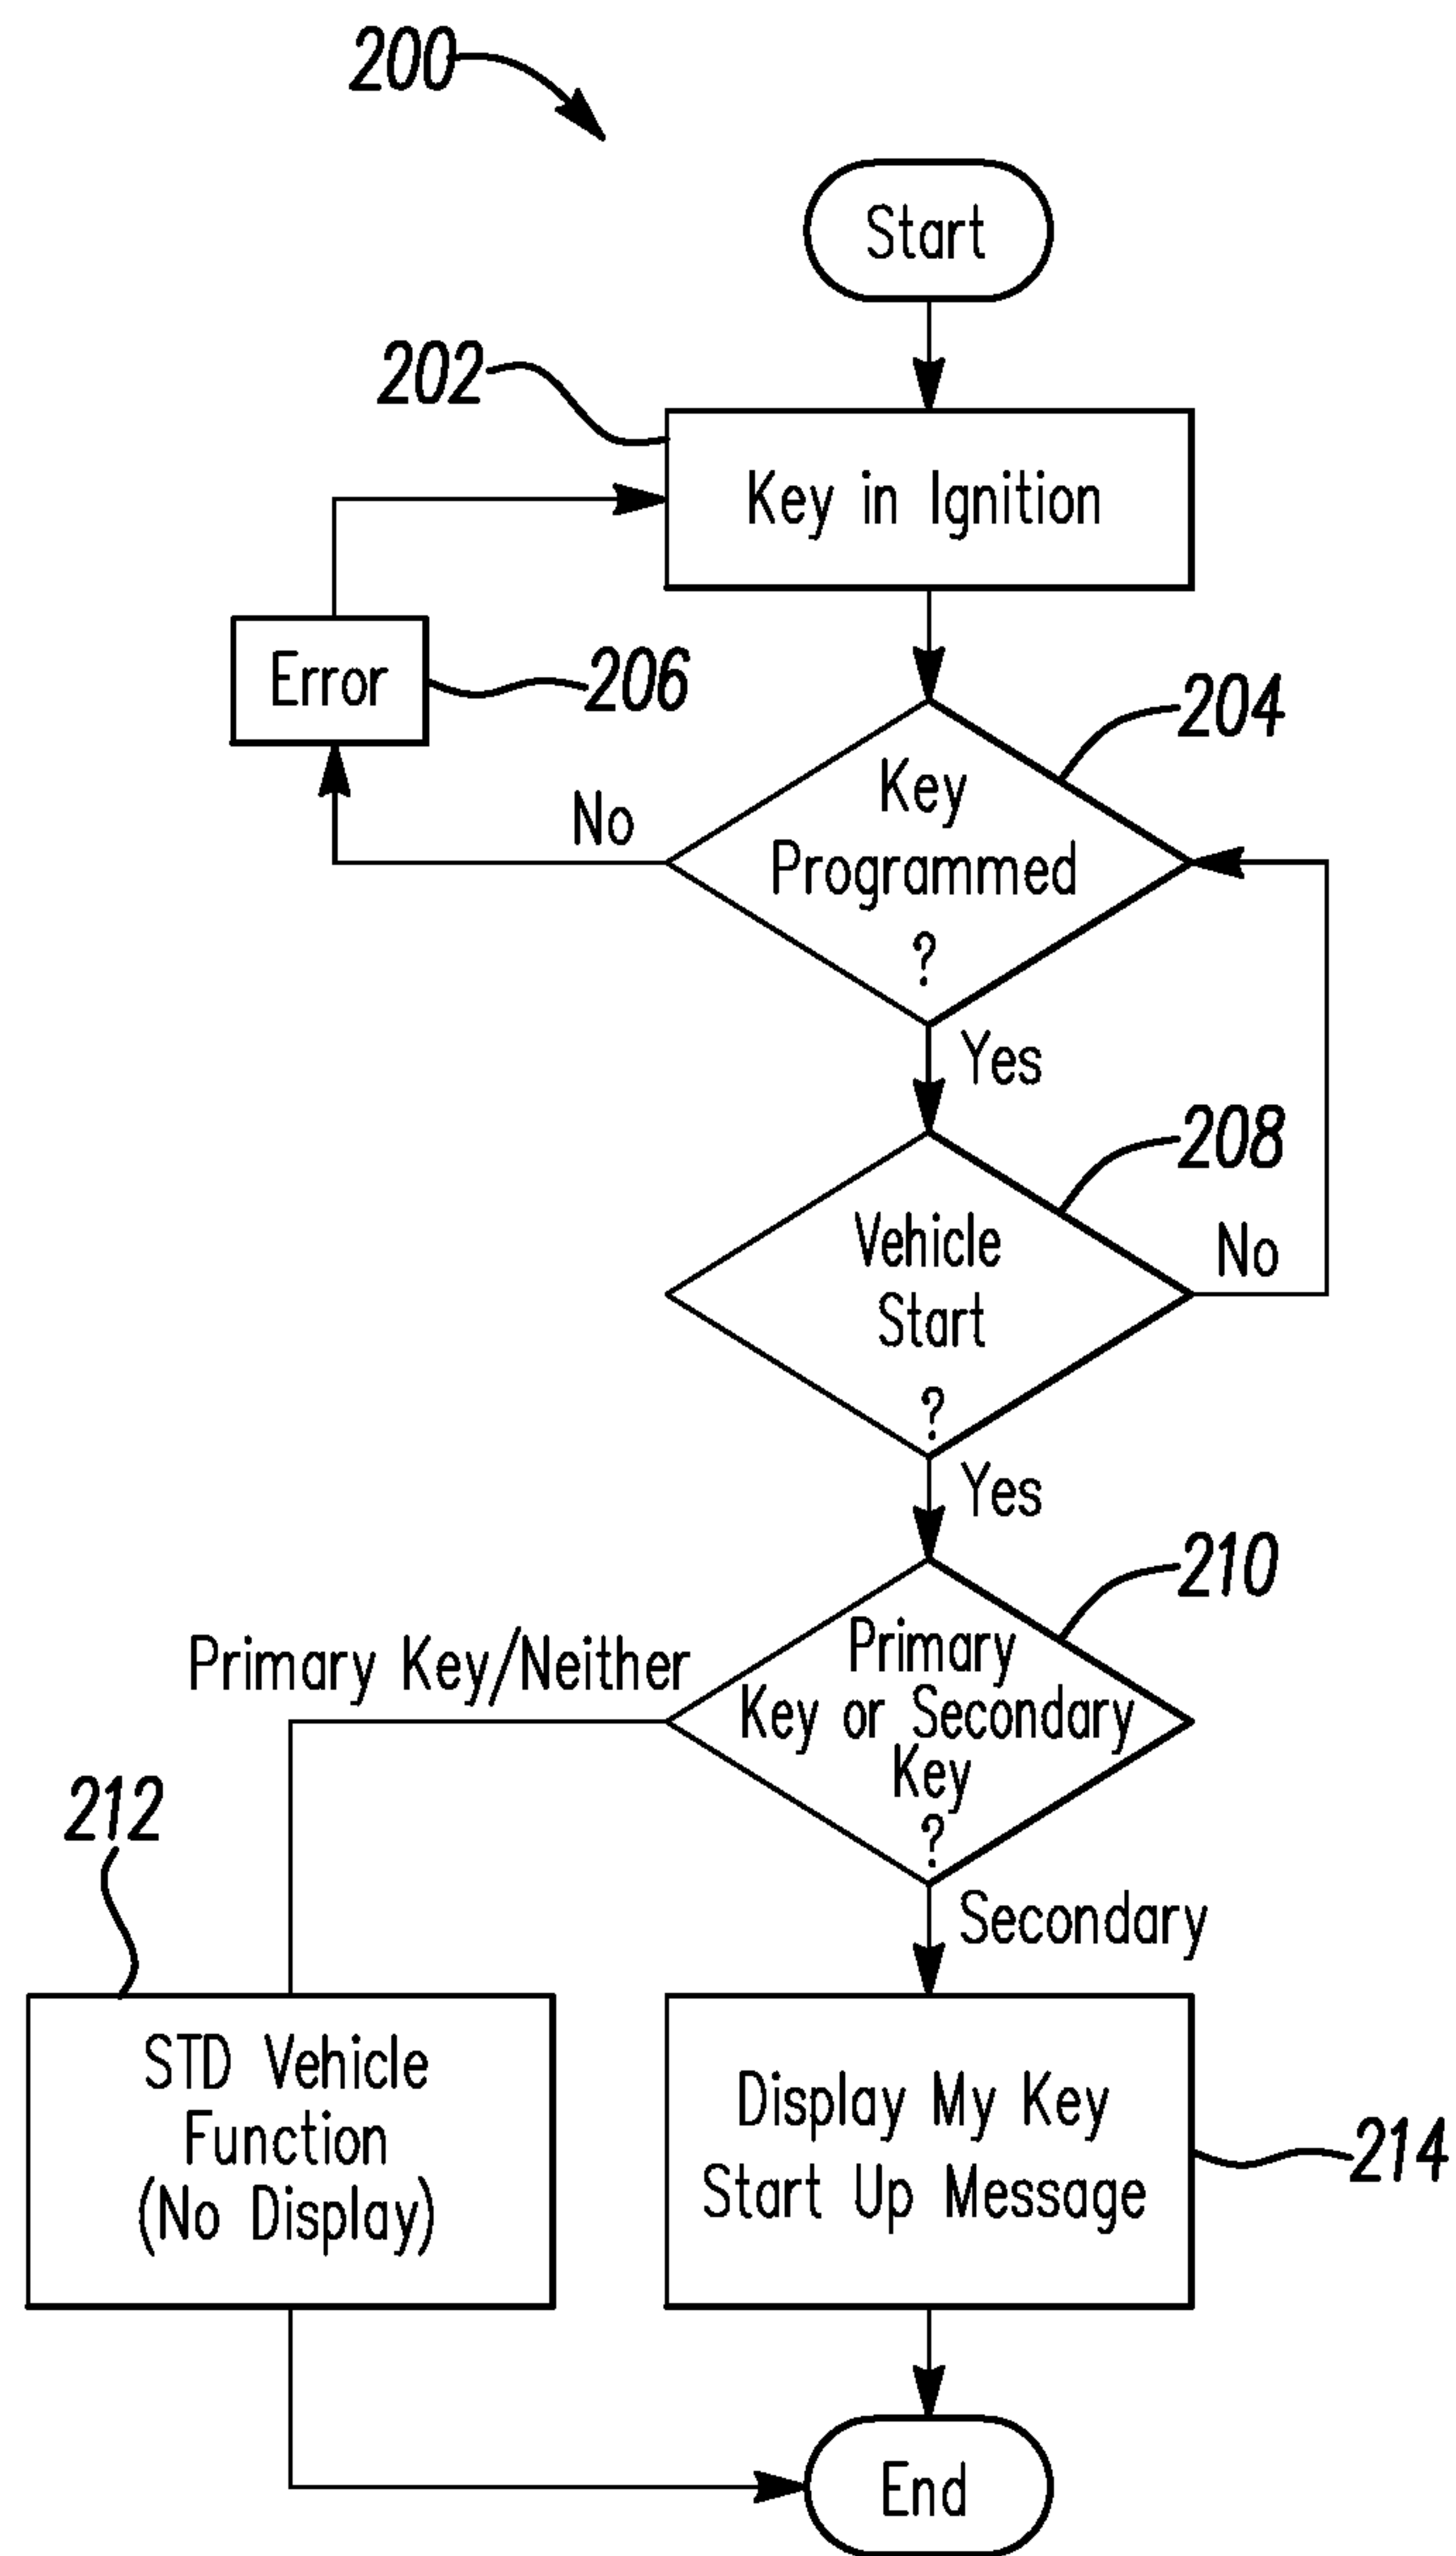 200
Start
202
Key in Ignition
Error
206
204
Key
Programmed
?
No
Yes
208
Vehicle
Start
?
No
Yes
210
Primary
Key or Secondary
Key
?
Primary Key/Neither
Secondary
212
STD Vehicle
Function
(No Display)
Display My Key
Start Up Message
214
End